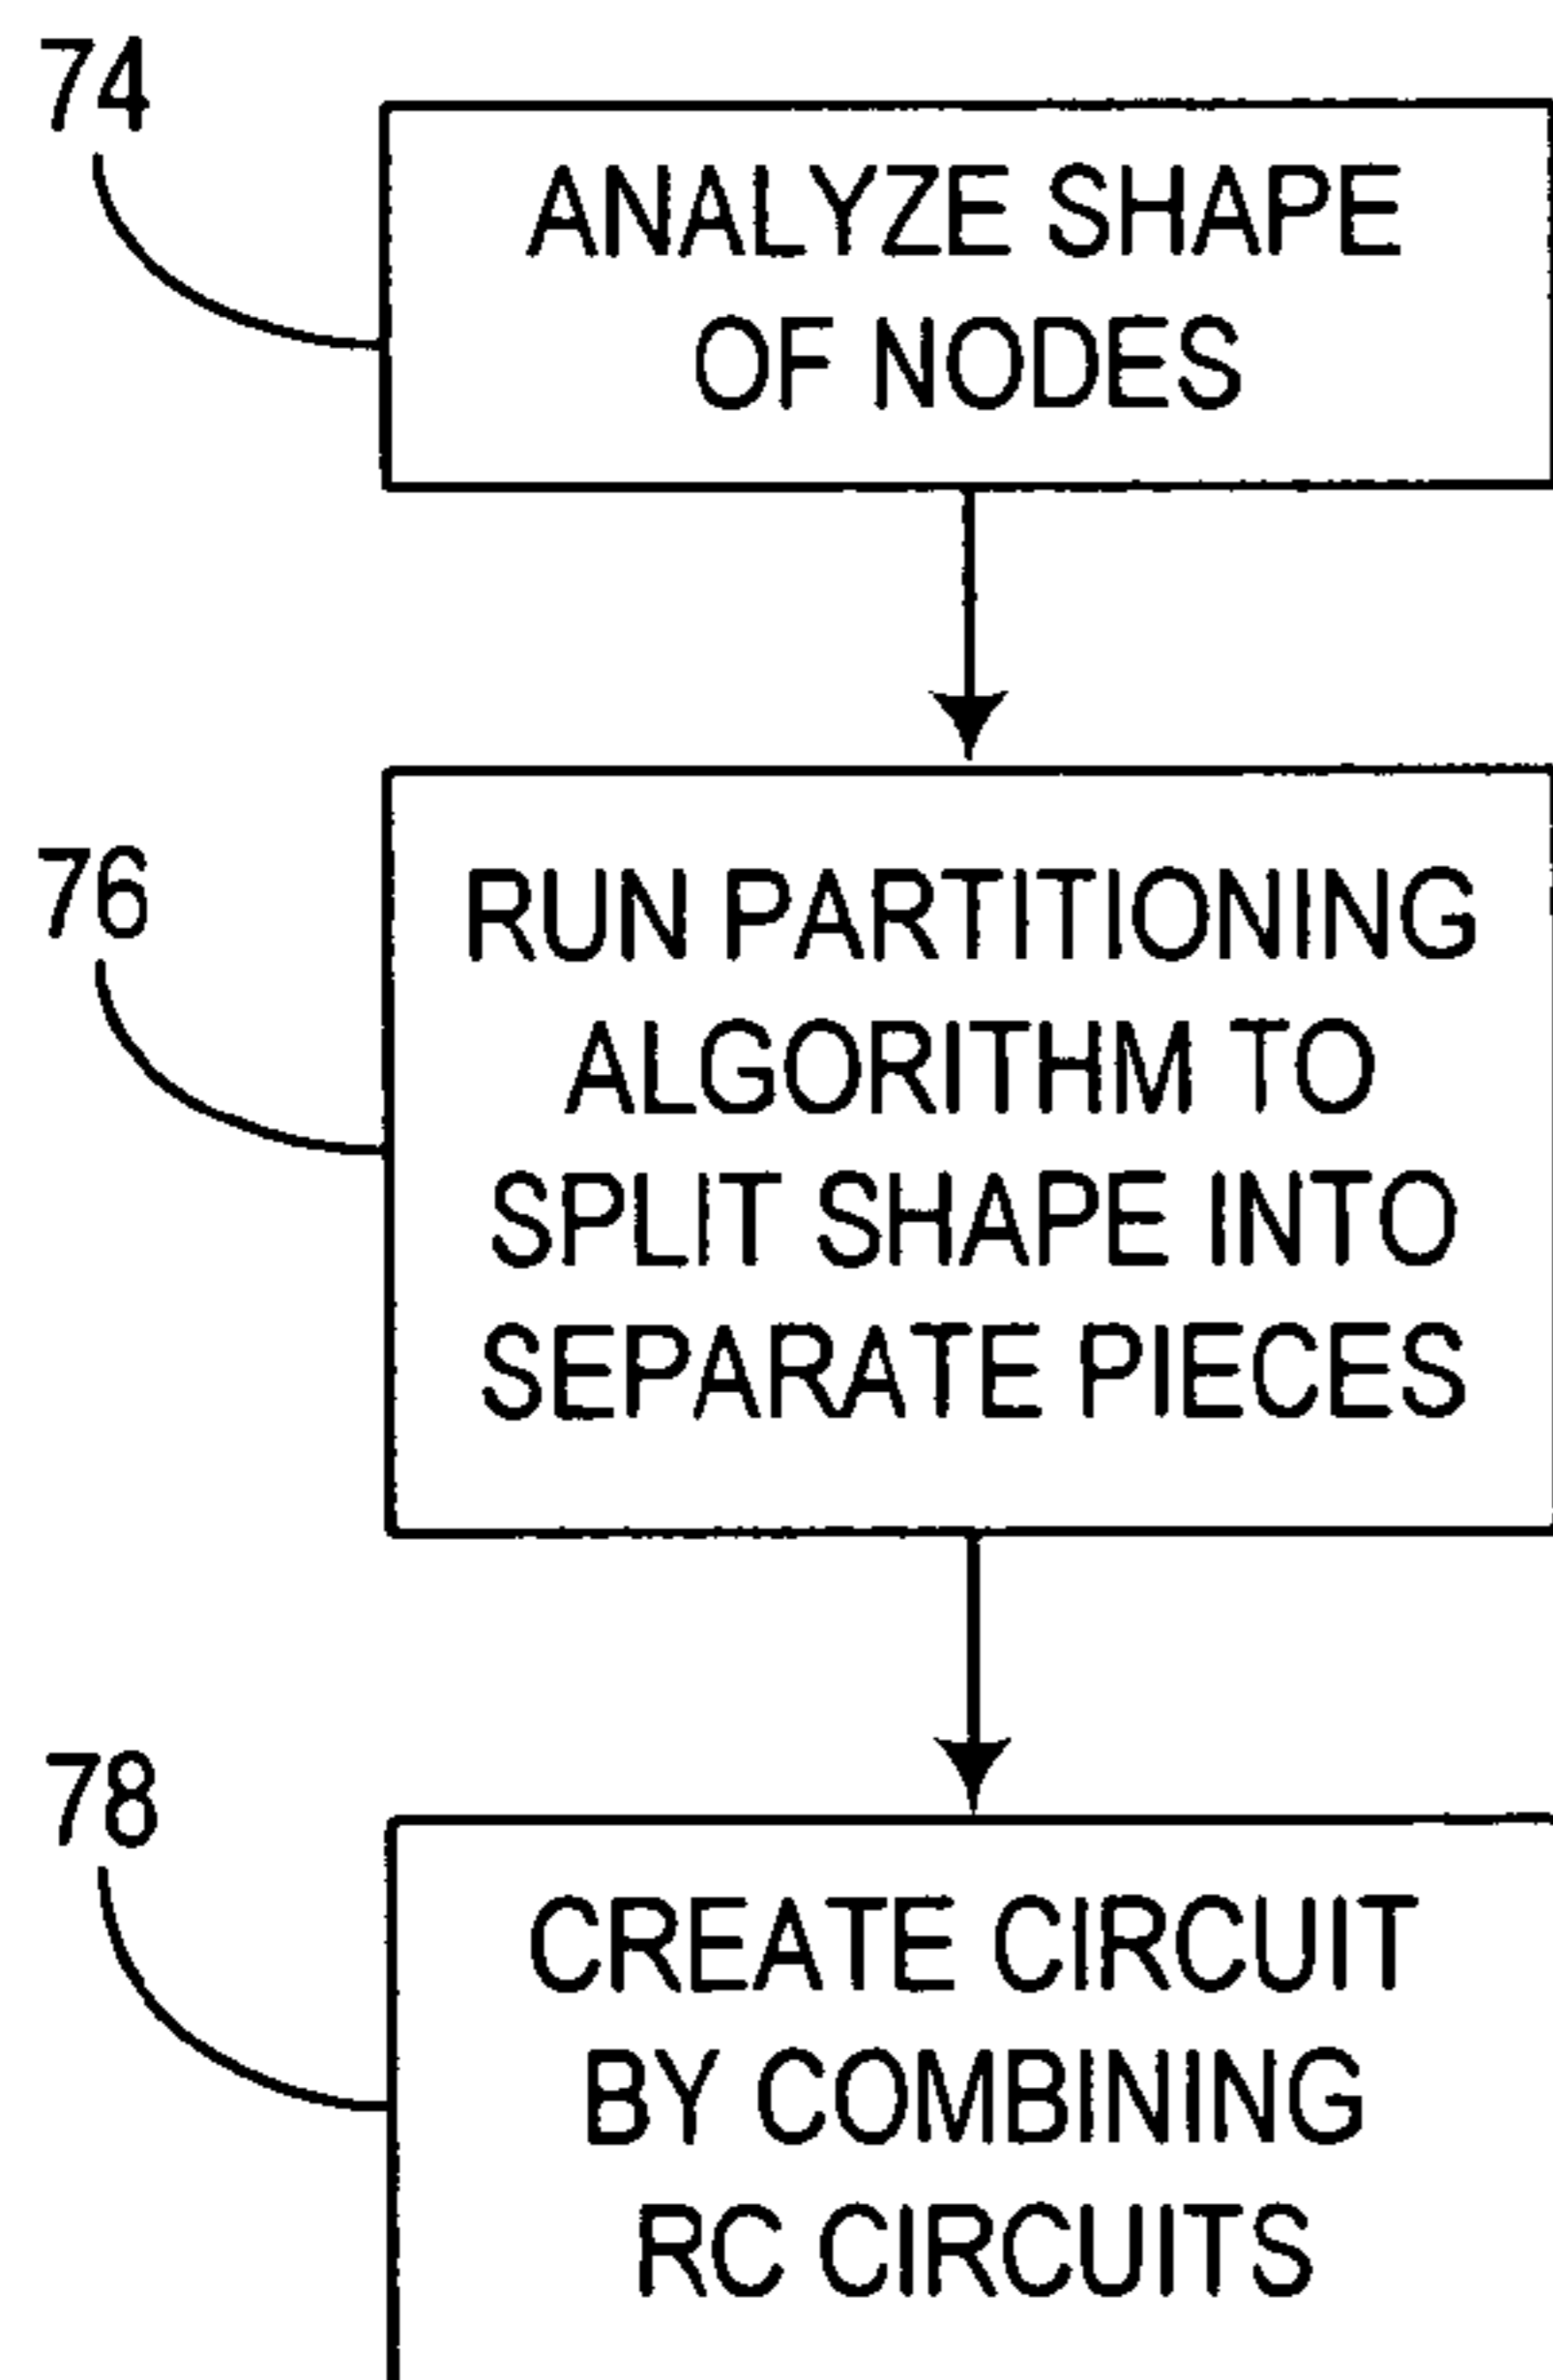 74
ANALYZE SHAPE
OF NODES
76
RUN PARTITIONING
ALGORITHM TO
SPLIT SHAPE INTO
SEPARATE PIECES
78
CREATE CIRCUIT
BY COMBINING
RC CIRCUITS